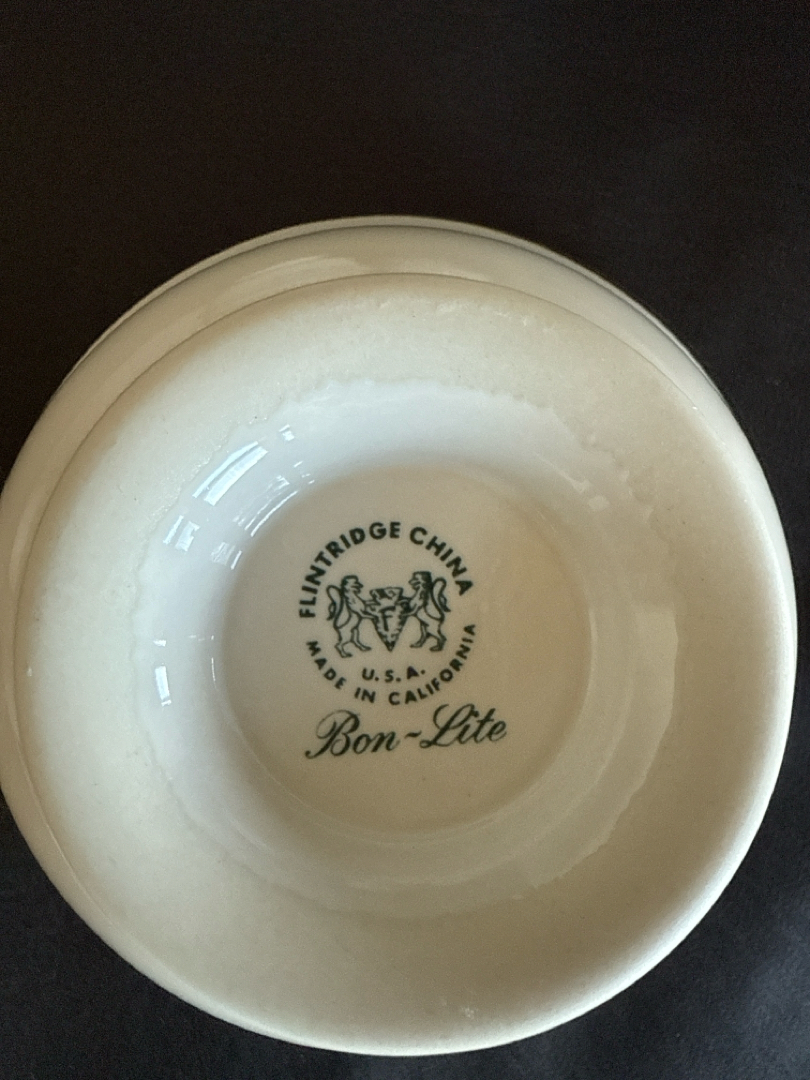 FLINTRIDGE CHINA
F
U.S.A.
MADE IN CALIFORNIA
Bon~Lite